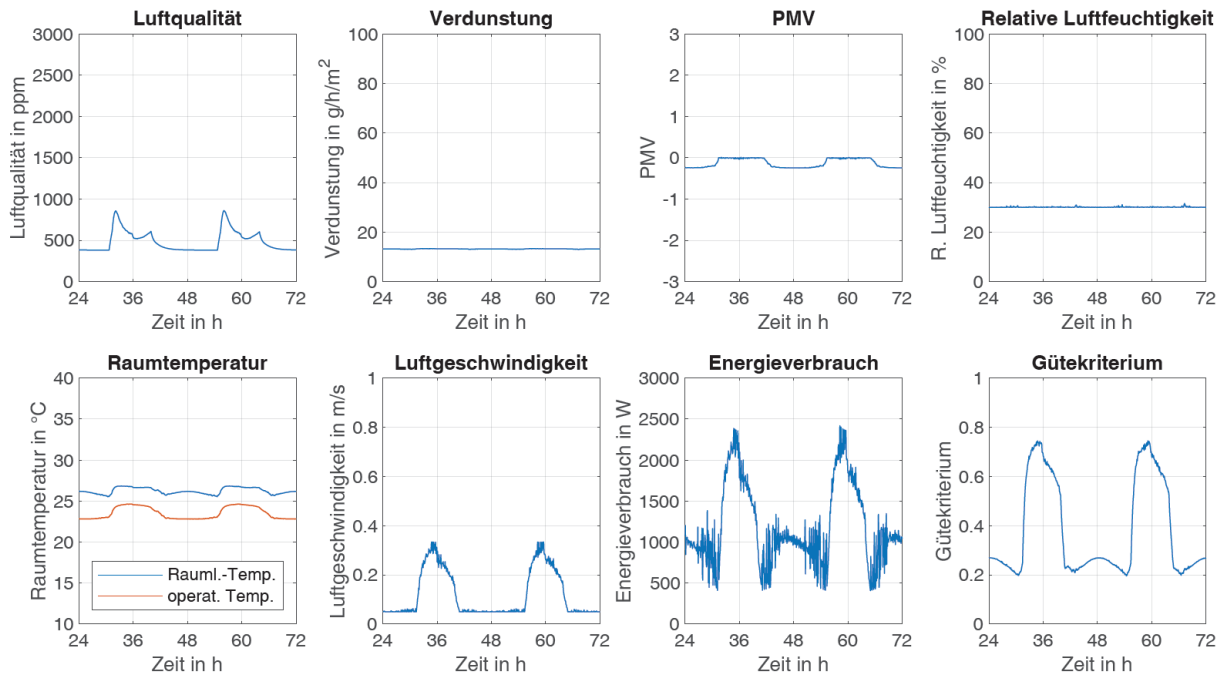 Luftqualität
Luftqualität in ppm
3000
2500
2000
1500
1000
500
0
24 36 48 60 72
Zeit in h
Verdunstung
Verdunstung in g/h/m²
100
80
60
40
20
0
24 36 48 60 72
Zeit in h
PMV
PMV
3
2
1
0
-1
-2
-3
24 36 48 60 72
Zeit in h
Relative Luftfeuchtigkeit
R. Luftfeuchtigkeit in %
100
80
60
40
20
0
24 36 48 60 72
Zeit in h
Raumtemperatur
Raumtemperatur in °C
40
35
30
25
20
15
10
Rauml.-Temp.
operat. Temp.
24 36 48 60 72
Zeit in h
Luftgeschwindigkeit
Luftgeschwindigkeit in m/s
1
0.8
0.6
0.4
0.2
0
24 36 48 60 72
Zeit in h
Energieverbrauch
Energieverbrauch in W
3000
2500
2000
1500
1000
500
0
24 36 48 60 72
Zeit in h
Gütekriterium
Gütekriterium
1
0.8
0.6
0.4
0.2
0
24 36 48 60 72
Zeit in h